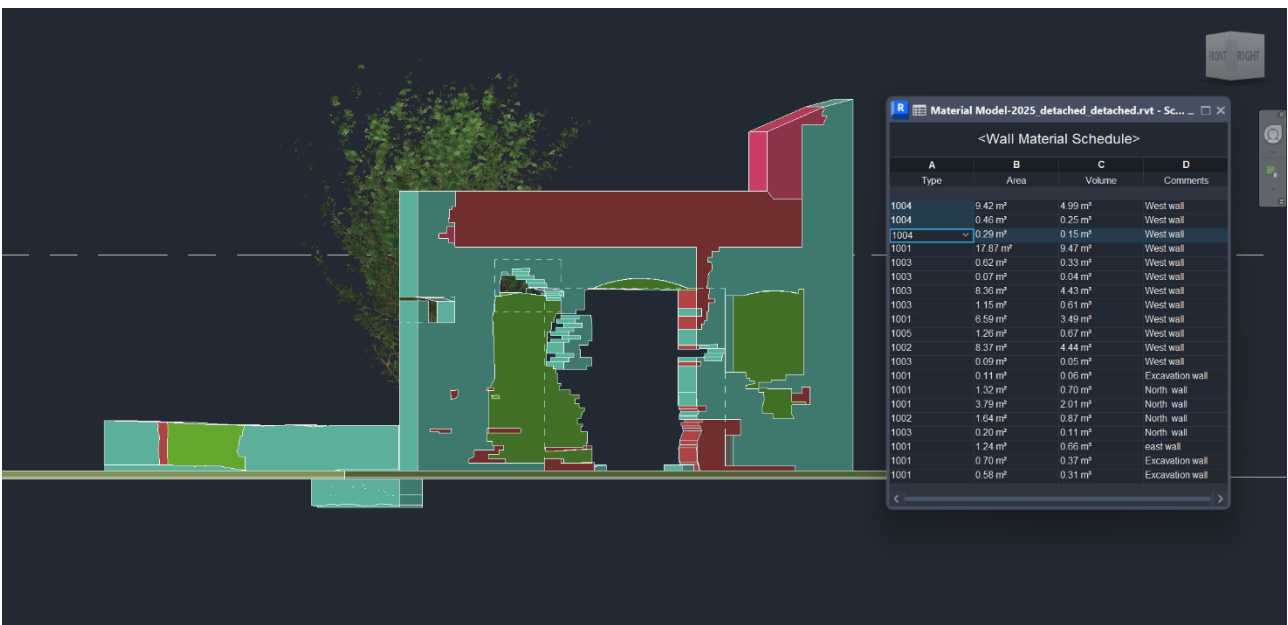 FRONT RIGHT
R Material Model-2025_detached_detached.rvt - Sc...
<Wall Material Schedule>
A B C D
Type Area Volume Comments
1004 9.42 m² 4.99 m³ West wall
1004 0.46 m² 0.25 m³ West wall
1004 0.29 m² 0.15 m³ West wall
1001 17.87 m² 9.47 m³ West wall
1003 0.62 m² 0.33 m³ West wall
1003 0.07 m² 0.04 m³ West wall
1003 8.36 m² 4.43 m³ West wall
1003 1.15 m² 0.61 m³ West wall
1001 6.59 m² 3.49 m³ West wall
1005 1.26 m² 0.67 m³ West wall
1002 8.37 m² 4.44 m³ West wall
1003 0.09 m² 0.05 m³ West wall
1001 0.11 m² 0.06 m³ Excavation wall
1001 1.32 m² 0.70 m³ North wall
1001 3.79 m² 2.01 m³ North wall
1002 1.64 m² 0.87 m³ North wall
1003 0.20 m² 0.11 m³ North wall
1001 1.24 m² 0.66 m³ east wall
1001 0.70 m² 0.37 m³ Excavation wall
1001 0.58 m² 0.31 m³ Excavation wall